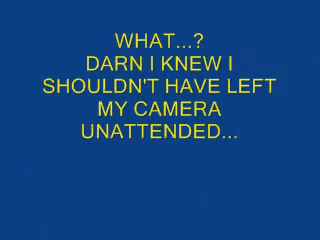 WHAT...?
DARN I KNEW I
SHOULDN'T HAVE LEFT
MY CAMERA
UNATTENDED...